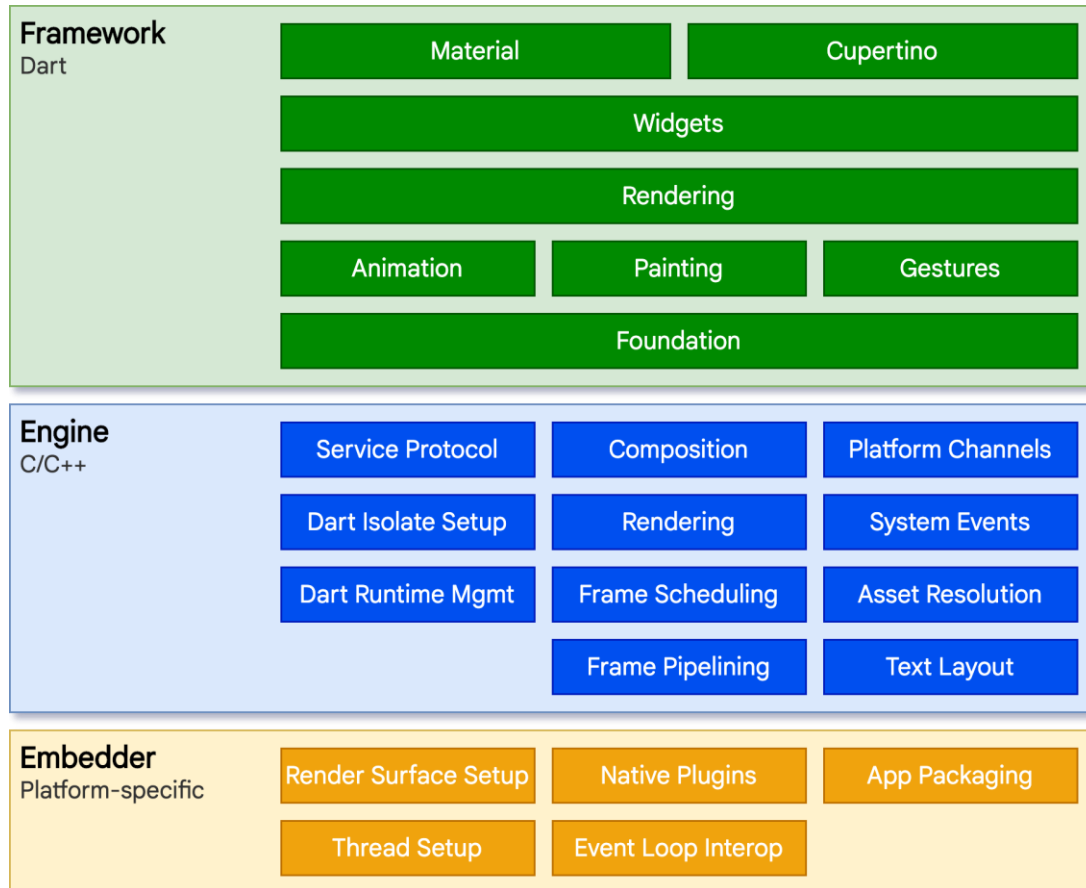 Framework
Dart
Material
Cupertino
Widgets
Rendering
Animation
Painting
Gestures
Foundation
Engine
C/C++
Service Protocol
Composition
Platform Channels
Dart Isolate Setup
Rendering
System Events
Dart Runtime Mgmt
Frame Scheduling
Asset Resolution
Frame Pipelining
Text Layout
Embedder
Platform-specific
Render Surface Setup
Native Plugins
App Packaging
Thread Setup
Event Loop Interop